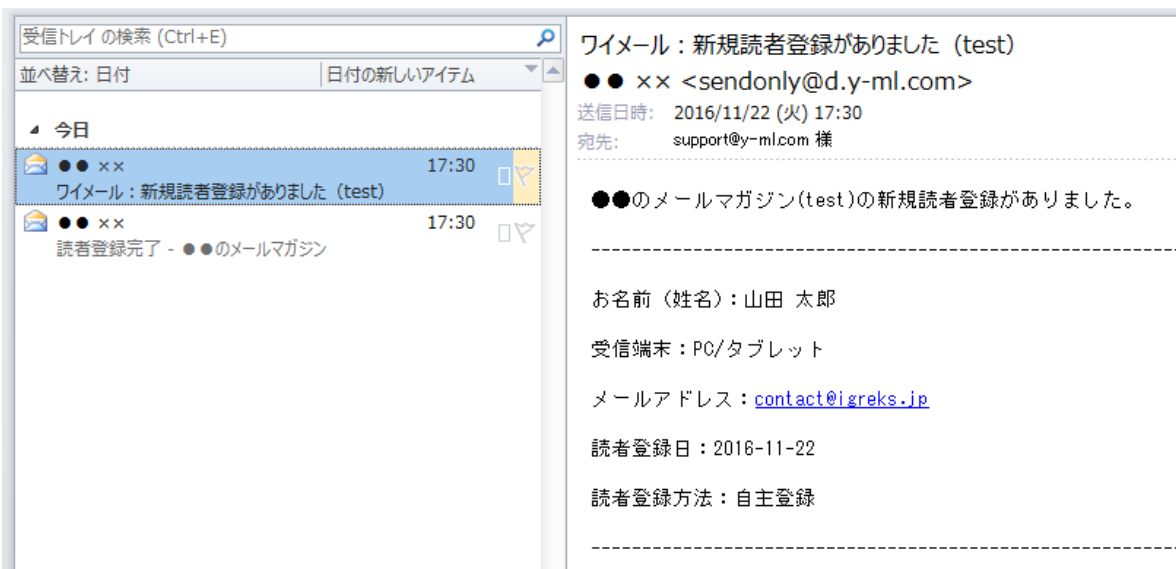 受信トレイ の検索 (Ctrl+E)
並べ替え: 日付 日付の新しいアイテム
今日
●● ×× 17:30
ワイメール：新規読者登録がありました（test）
●● ×× 17:30
読者登録完了 - ●●のメールマガジン
ワイメール：新規読者登録がありました（test）
●● ×× <sendonly@d.y-ml.com>
送信日時: 2016/11/22 (火) 17:30
宛先: support@y-ml.com 様
●●のメールマガジン(test)の新規読者登録がありました。
------------------------------------------------------------
お名前（姓名）：山田 太郎
受信端末：PC/タブレット
メールアドレス：contact@igreks.jp
読者登録日：2016-11-22
読者登録方法：自主登録
------------------------------------------------------------